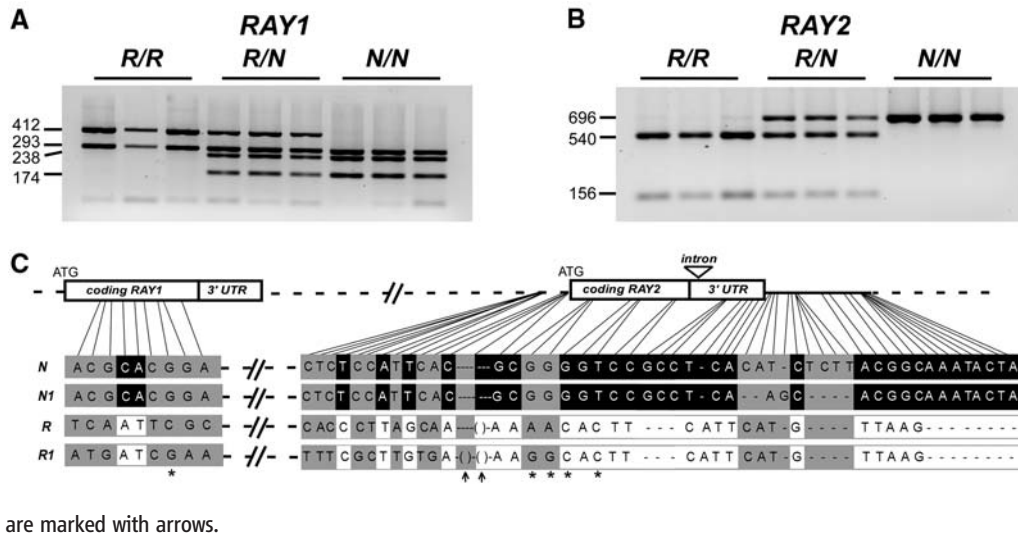 A
RAY1
R/R R/N N/N
412
293
238
174
B
RAY2
R/R R/N N/N
696
540
156
C
ATG
coding RAY1 3' UTR
ATG
intron
coding RAY2 3' UTR
N A C G C A C G G A - -//- - C T C T C C A T T C A C -------G C G G G G G T C C G C C T - C A C A T - C T C T T A C G G C A A A T A C T A
N1 A C G C A C G G A - -//- - C T C T C C A T T C A C -------G C G G G G G T C C G C C T - C A - - A G C - - - - A C G G C A A A T A C T A
R T C A A T T C G C - -//- - C A C C C T T A G C A A ----( )-A A A A C A C T T - - - - C A T T C A T - G - - - - T T A A G - - - - - - -
R1 A T G A T C G A A - -//- - T T T C G C T T G T G A -( )( )-A A G G C A C T T - - - - C A T T C A T - G - - - - T T A A G - - - - - - -
* * * * *
are marked with arrows.